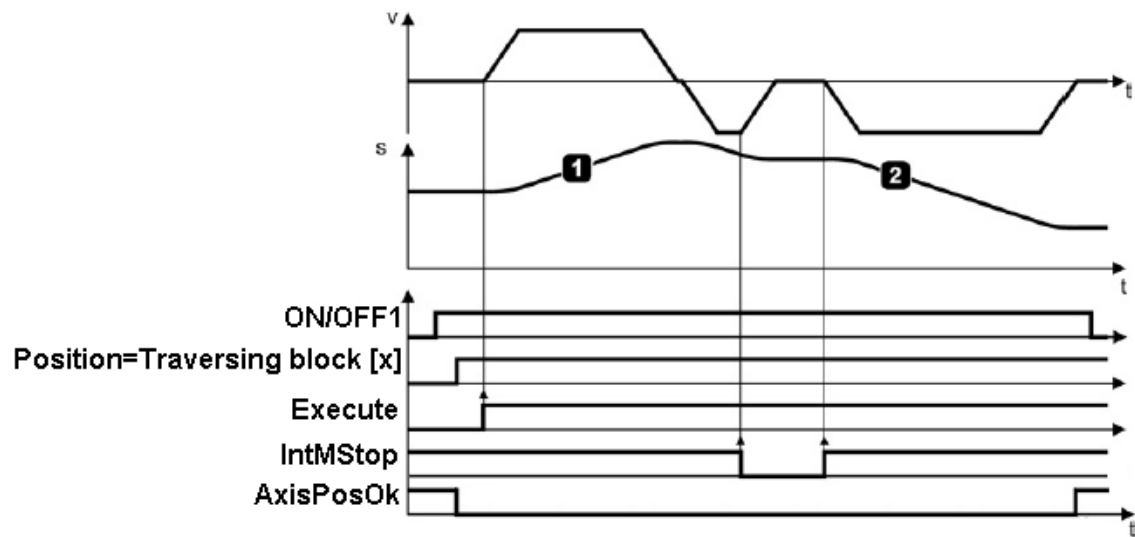 v
t
s
1
2
t
ON/OFF1
Position=Traversing block [x]
Execute
IntMStop
AxisPosOk
t